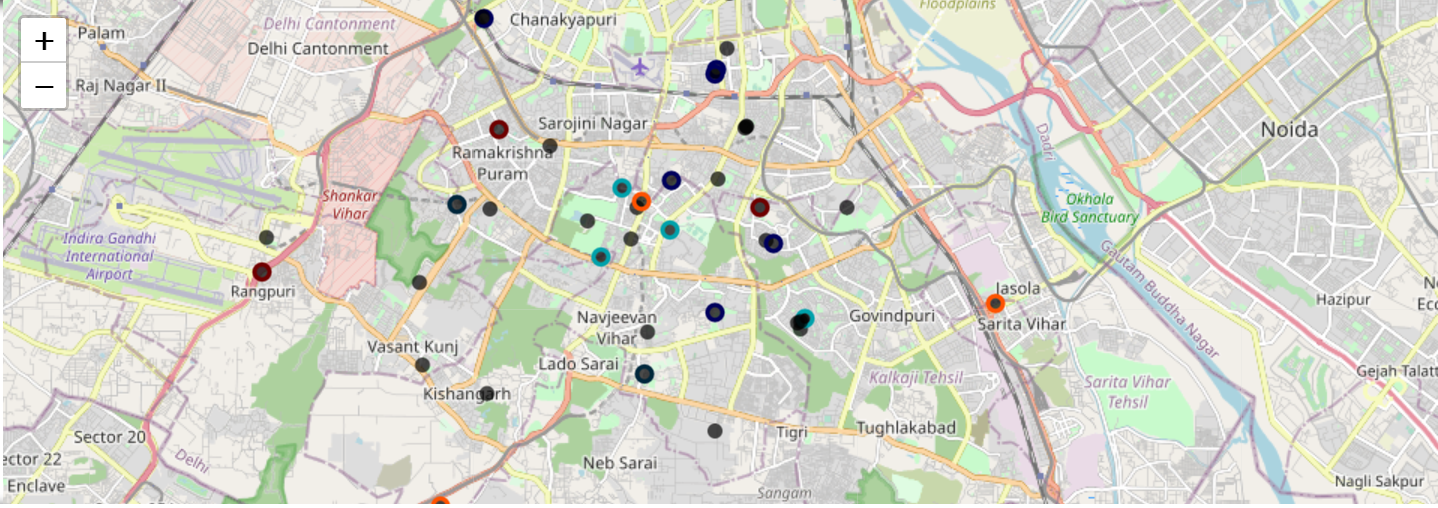 Floodplains
+
−
Palam
Delhi Cantonment
Chanakyapuri
Delhi Cantonment
Raj Nagar II
Sarojini Nagar
Noida
Dadri
Ramakrishna
Puram
Shankar
Vihar
Okhla
Bird Sanctuary
Indira Gandhi
International
Airport
Rangpuri
Gautam Buddha Nagar
Jasola
Hazipur
Navjeevan
Vihar
Govindpuri
Sarita Vihar
Vasant Kunj
Lado Sarai
Kalkaji Tehsil
Sarita Vihar
Tehsil
Gejah Talat
Kishangarh
Sector 20
Tigri
Tughlakabad
Delhi
Neb Sarai
ector 22
Enclave
Sangam
Nagli Sakpur